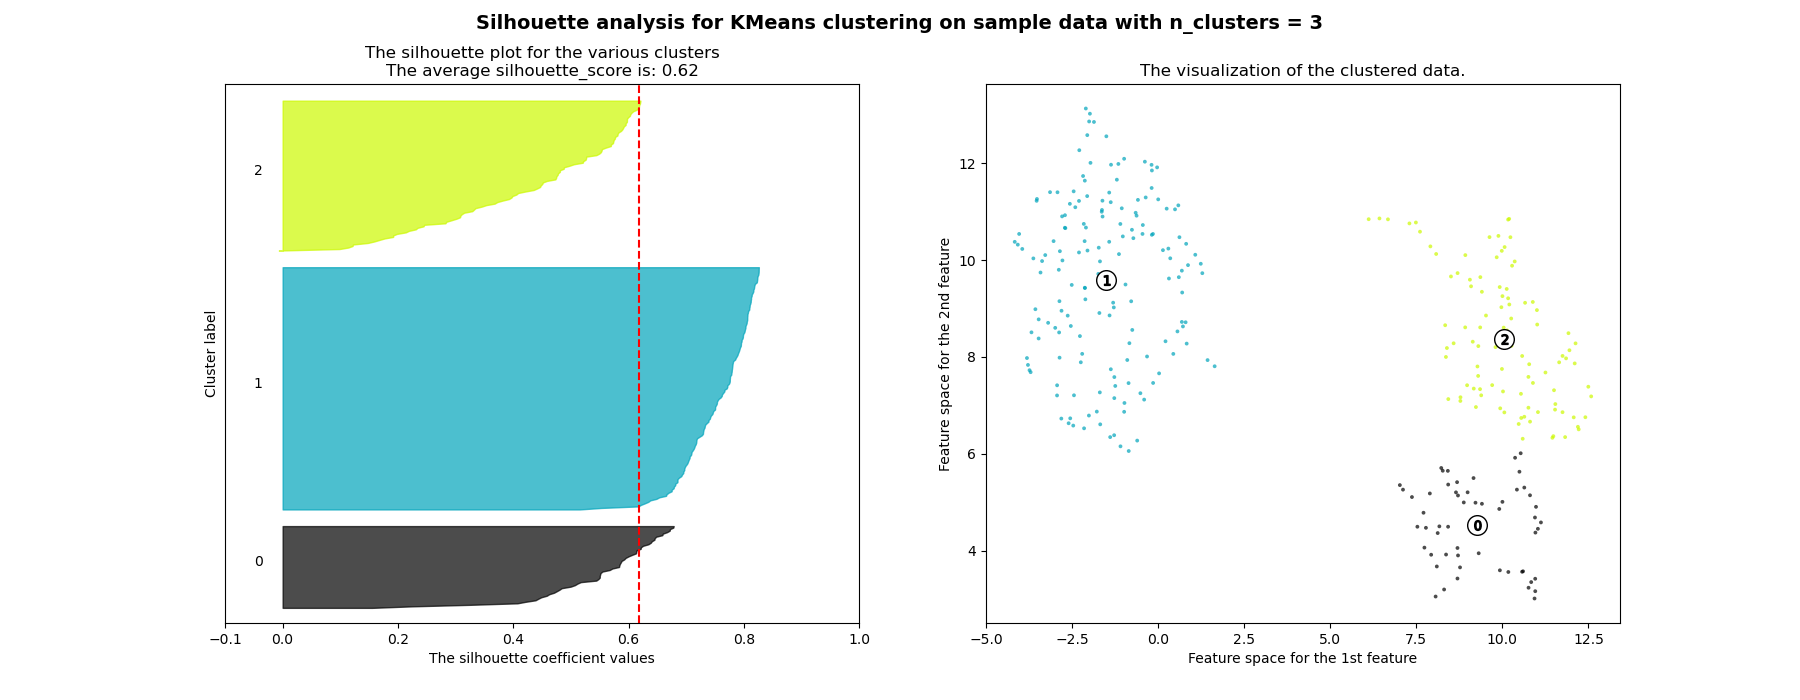 Silhouette analysis for KMeans clustering on sample data with n_clusters = 3
The silhouette plot for the various clusters
The average silhouette_score is: 0.62
2
1
0
Cluster label
−0.1 0.0 0.2 0.4 0.6 0.8 1.0
The silhouette coefficient values
The visualization of the clustered data.
12
10
8
6
4
Feature space for the 2nd feature
1
2
0
−5.0 −2.5 0.0 2.5 5.0 7.5 10.0 12.5
Feature space for the 1st feature